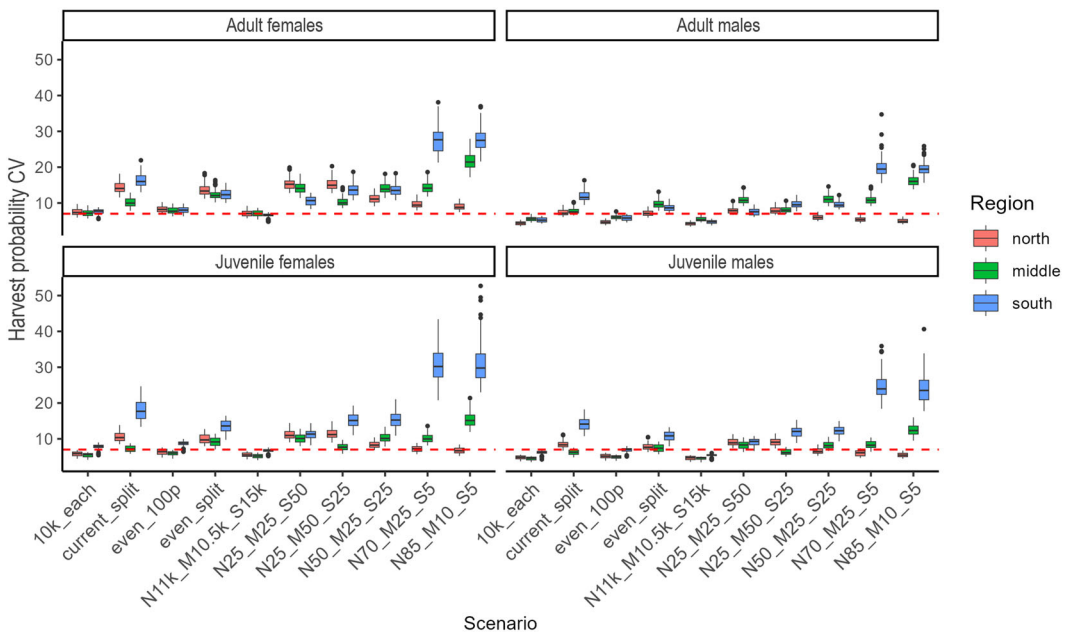 Adult females
Adult males
50
40
30
20
10
Juvenile females
Juvenile males
50
40
30
20
10
Harvest probability CV
10k_each
current_split
even_100p
even_split
N11k_M10.5k_S15k
N25_M25_S50
N25_M50_S25
N50_M25_S25
N70_M25_S5
N85_M10_S5
10k_each
current_split
even_100p
even_split
N11k_M10.5k_S15k
N25_M25_S50
N25_M50_S25
N50_M25_S25
N70_M25_S5
N85_M10_S5
Scenario
Region
north
middle
south